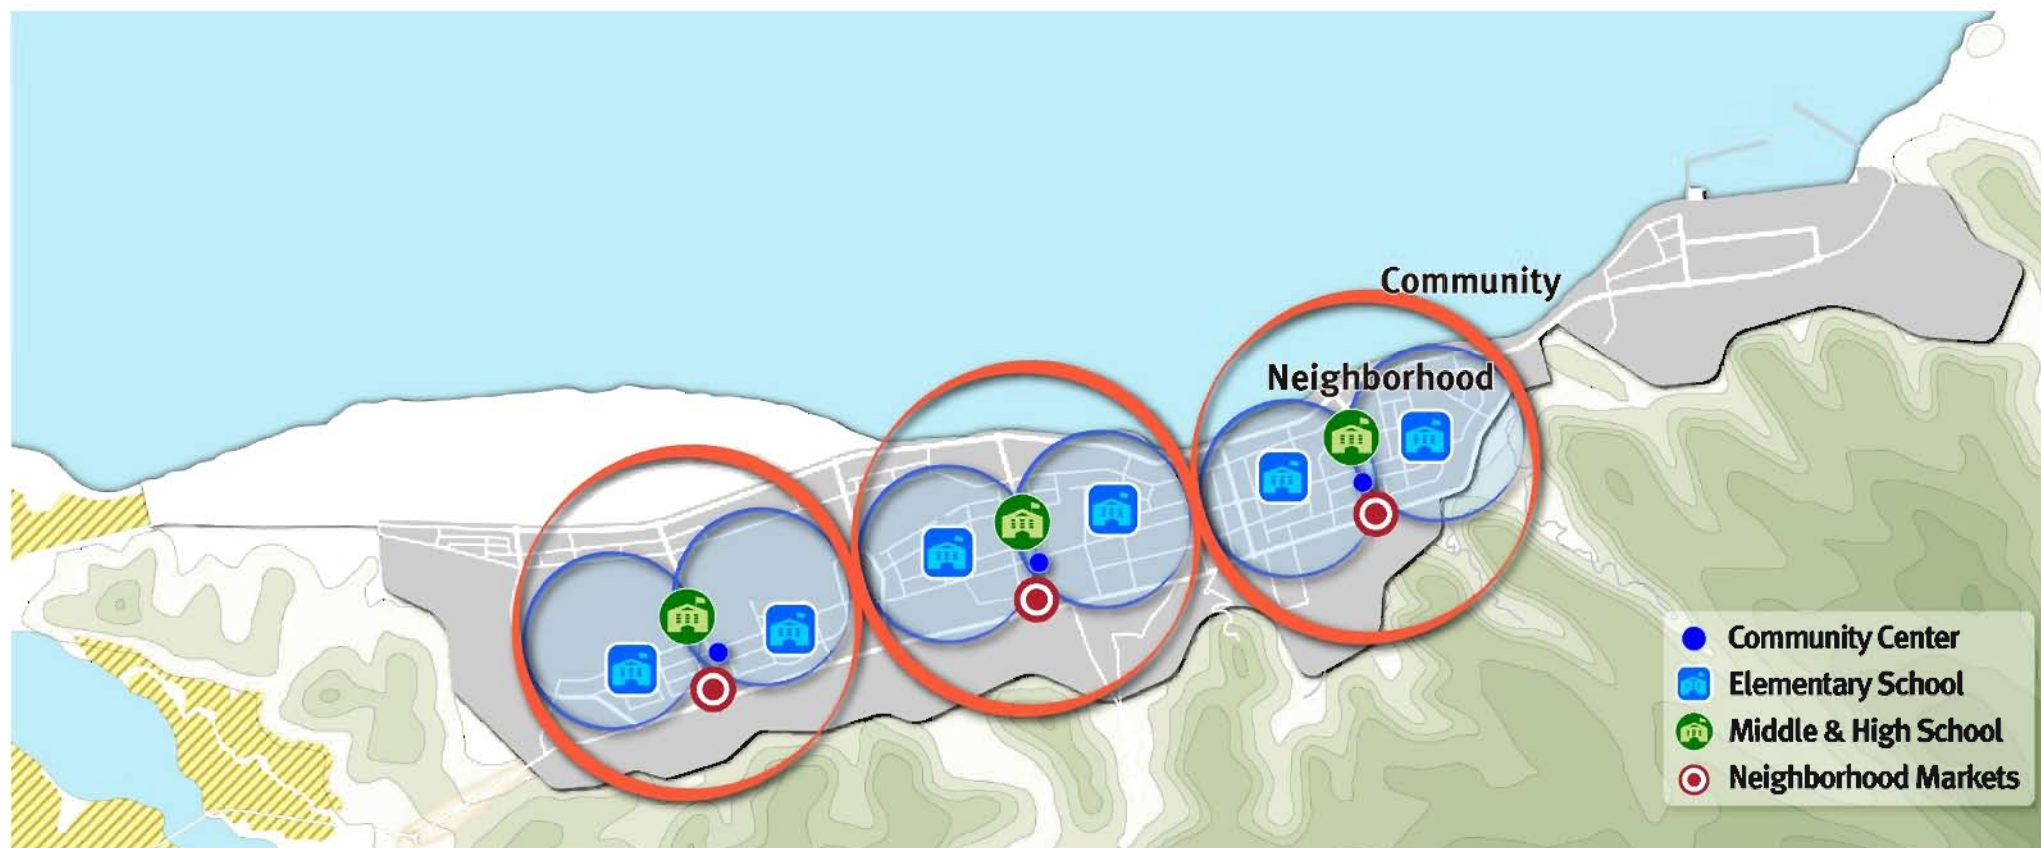 Community
Neighborhood
Community Center
Elementary School
Middle & High School
Neighborhood Markets